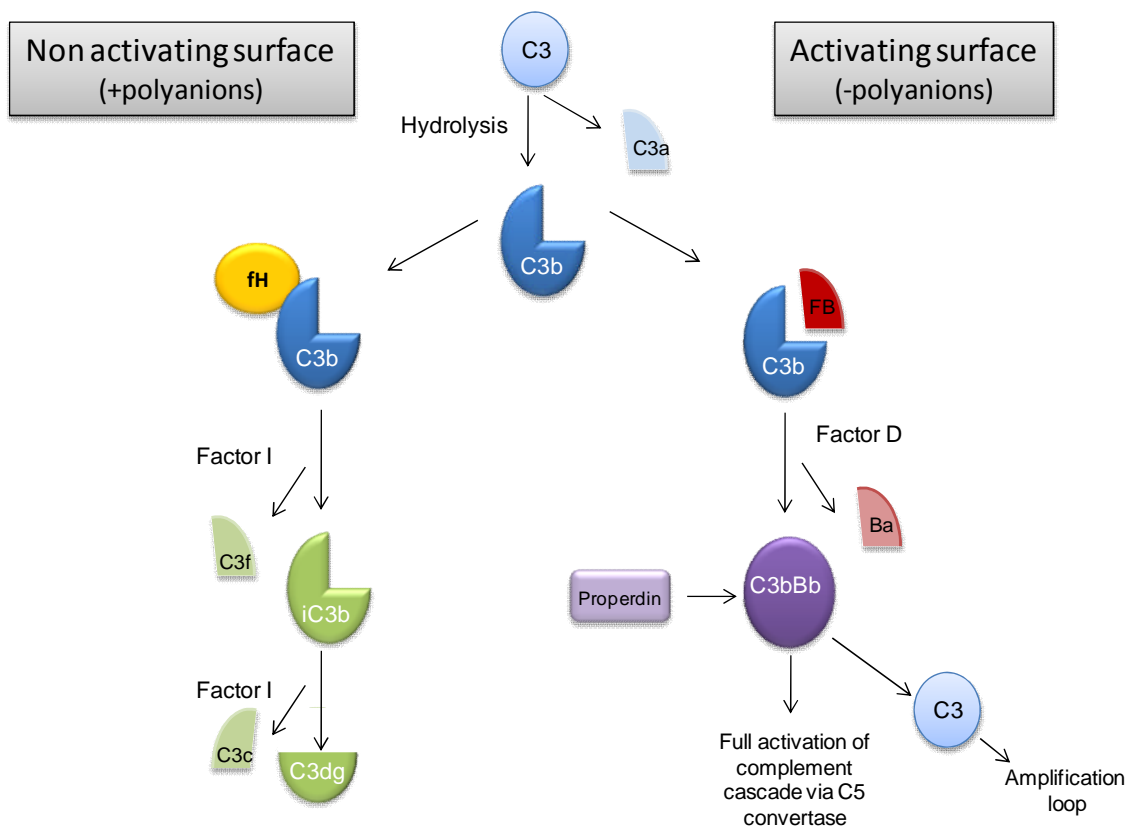 Non activating surface
(+polyanions)
C3
Activating surface
(-polyanions)
Hydrolysis
C3a
C3b
fH
C3b
FB
C3b
Factor I
Factor D
C3f
iC3b
Ba
Properdin
C3bBb
Factor I
C3c
C3dg
C3
Full activation of
complement
cascade via C5
convertase
Amplification
loop